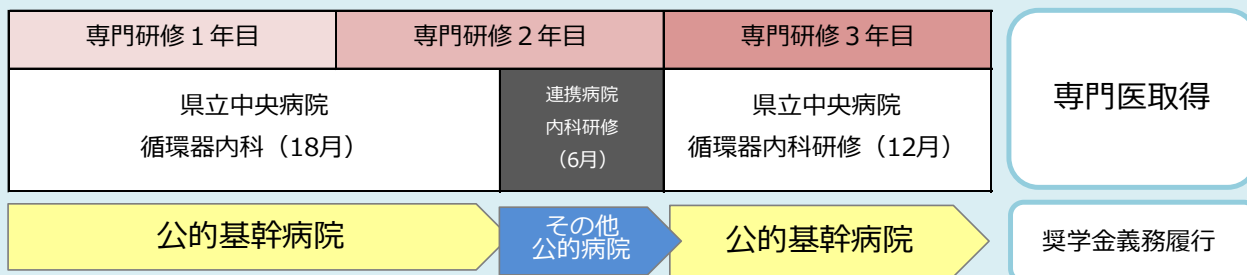 専門研修１年目
専門研修２年目
専門研修３年目
県立中央病院
循環器内科（18月）
連携病院
内科研修
（6月）
県立中央病院
循環器内科研修（12月）
専門医取得
公的基幹病院
その他
公的病院
公的基幹病院
奨学金義務履行